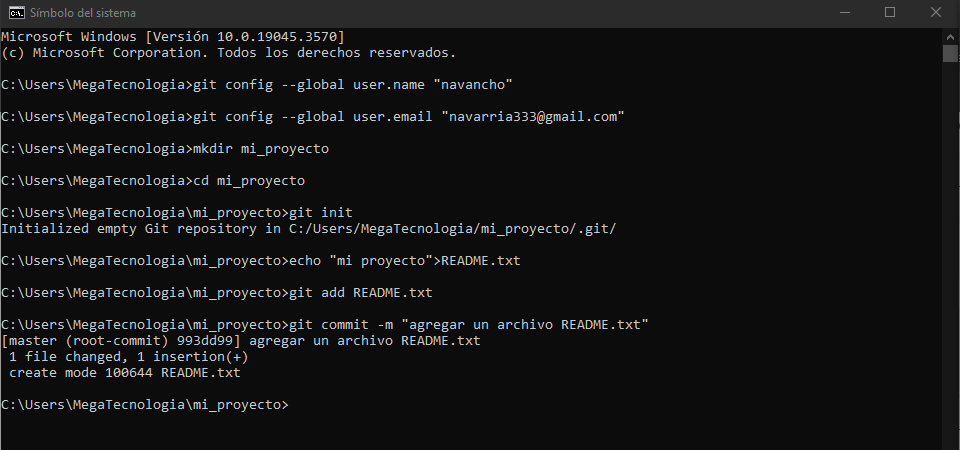 Símbolo del sistema
Microsoft Windows [Versión 10.0.19045.3570]
(c) Microsoft Corporation. Todos los derechos reservados.
C:\Users\MegaTecnologia>git config --global user.name "navancho"
C:\Users\MegaTecnologia>git config --global user.email "navarria333@gmail.com"
C:\Users\MegaTecnologia>mkdir mi_proyecto
C:\Users\MegaTecnologia>cd mi_proyecto
C:\Users\MegaTecnologia\mi_proyecto>git init
Initialized empty Git repository in C:/Users/MegaTecnologia/mi_proyecto/.git/
C:\Users\MegaTecnologia\mi_proyecto>echo "mi proyecto">README.txt
C:\Users\MegaTecnologia\mi_proyecto>git add README.txt
C:\Users\MegaTecnologia\mi_proyecto>git commit -m "agregar un archivo README.txt"
[master (root-commit) 993dd99] agregar un archivo README.txt
 1 file changed, 1 insertion(+)
 create mode 100644 README.txt
C:\Users\MegaTecnologia\mi_proyecto>